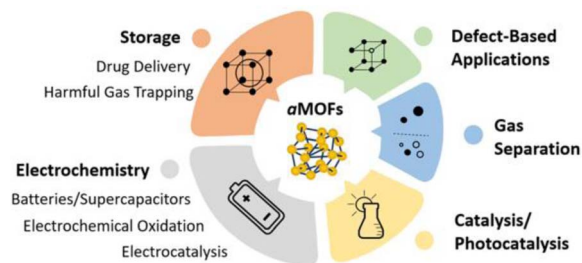 Storage
Drug Delivery
Harmful Gas Trapping
Electrochemistry
Batteries/Supercapacitors
Electrochemical Oxidation
Electrocatalysis
aMOFs
+
-
Defect-Based
Applications
Gas
Separation
Catalysis/
Photocatalysis